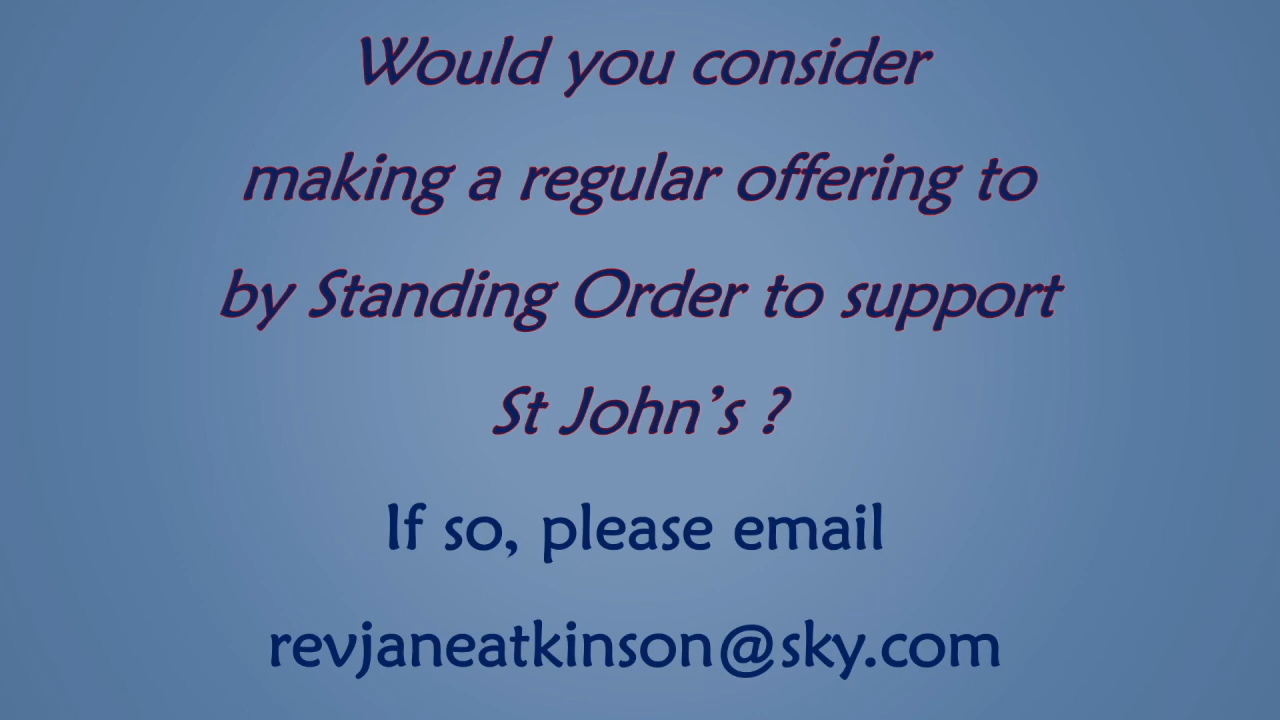 Would you consider
making a regular offering to
by Standing Order to support
St John’s ?
If so, please email
revjaneatkinson@sky.com